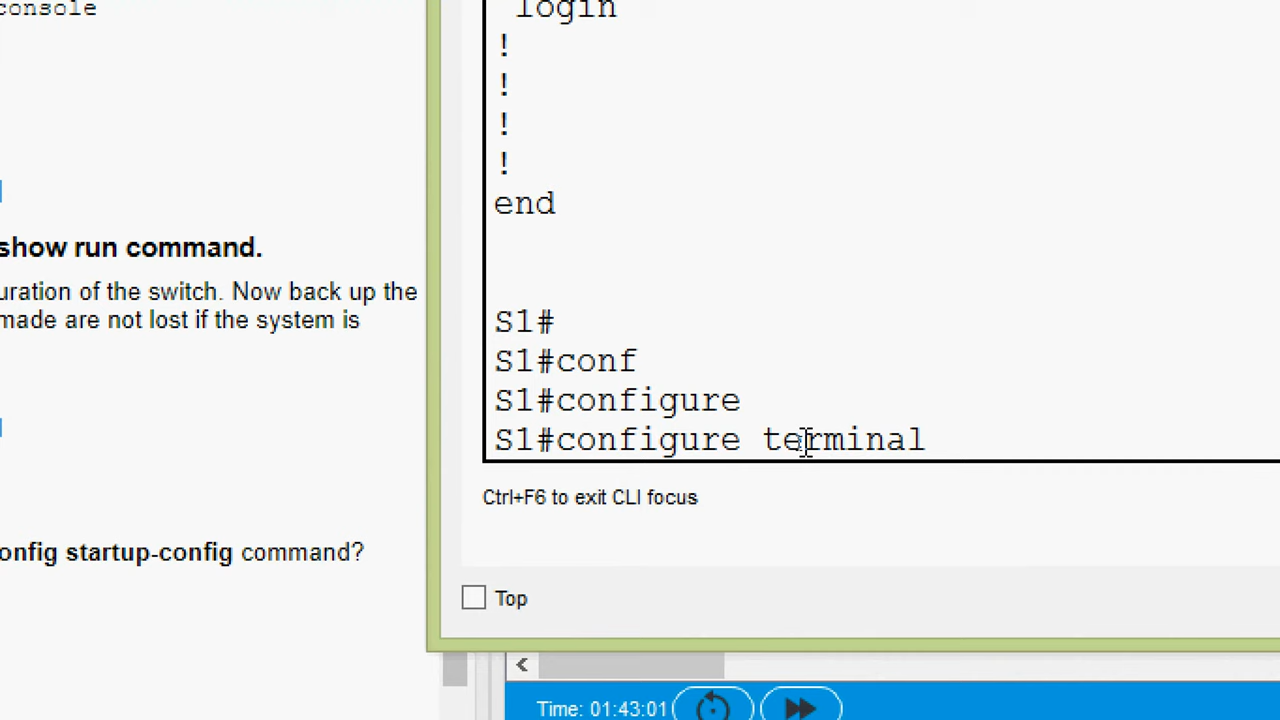 console
show run command.
uration of the switch. Now back up the
made are not lost if the system is
onfig startup-config command?
login
!
!
!
!
end
S1#
S1#conf
S1#configure
S1#configure terminal
Ctrl+F6 to exit CLI focus
Top
<
Time: 01:43:01